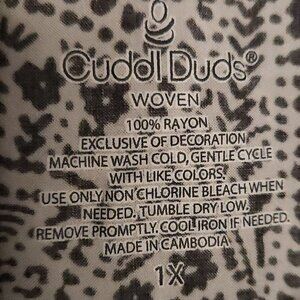 Cuddl Duds®
WOVEN
100% RAYON
EXCLUSIVE OF DECORATION
MACHINE WASH COLD, GENTLE CYCLE
WITH LIKE COLORS.
USE ONLY NON CHLORINE BLEACH WHEN
NEEDED, TUMBLE DRY LOW.
REMOVE PROMPTLY. COOL IRON IF NEEDED.
MADE IN CAMBODIA
1X